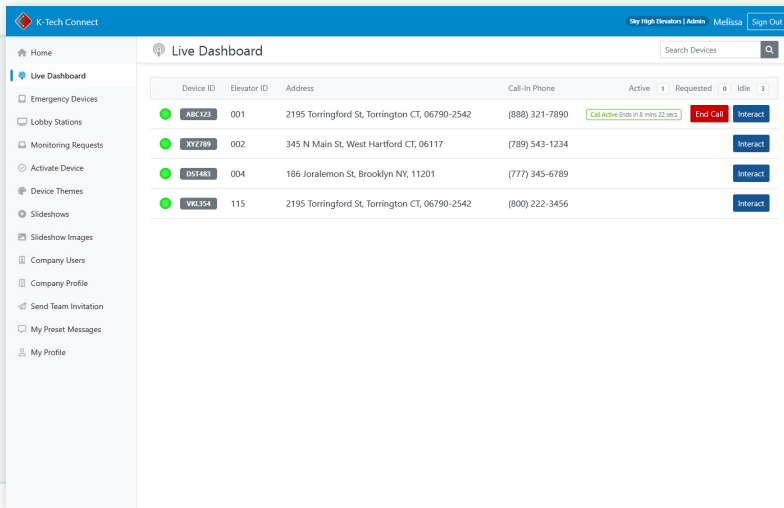 K-Tech Connect
Sky High Elevators | Admin Melissa Sign Out
Home
Live Dashboard
Emergency Devices
Lobby Stations
Monitoring Requests
Activate Device
Device Themes
Slideshows
Slideshow Images
Company Users
Company Profile
Send Team Invitation
My Preset Messages
My Profile
Live Dashboard Search Devices
Device ID Elevator ID Address Call-In Phone Active 1 Requested 0 Idle 3
ABC123 001 2195 Torringford St, Torrington CT, 06790-2542 (888) 321-7890 Call Active Ends in 8 mins 22 secs End Call Interact
XYZ789 002 345 N Main St, West Hartford CT, 06117 (789) 543-1234 Interact
DST483 004 186 Joralemon St, Brooklyn NY, 11201 (777) 345-6789 Interact
VKL354 115 2195 Torringford St, Torrington CT, 06790-2542 (800) 222-3456 Interact